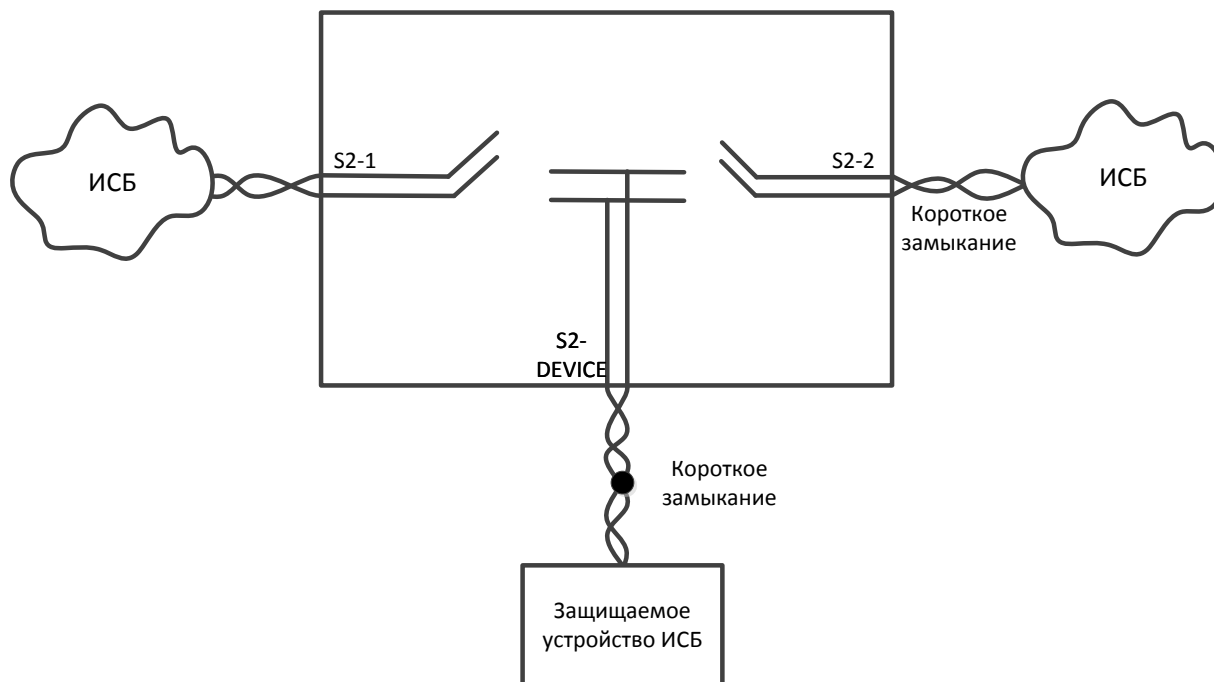 S2-1
S2-2
ИСБ
ИСБ
Короткое
замыкание
S2-
DEVICE
Короткое
замыкание
Защищаемое
устройство ИСБ